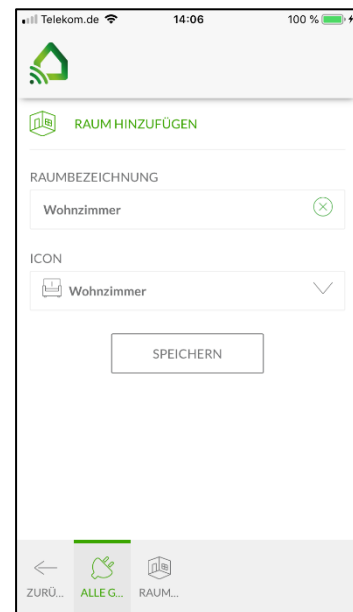 Telekom.de 14:06 100 %
RAUM HINZUFÜGEN
RAUMBEZEICHNUNG
Wohnzimmer
ICON
Wohnzimmer
SPEICHERN
ZURÜ... ALLE G... RAUM...